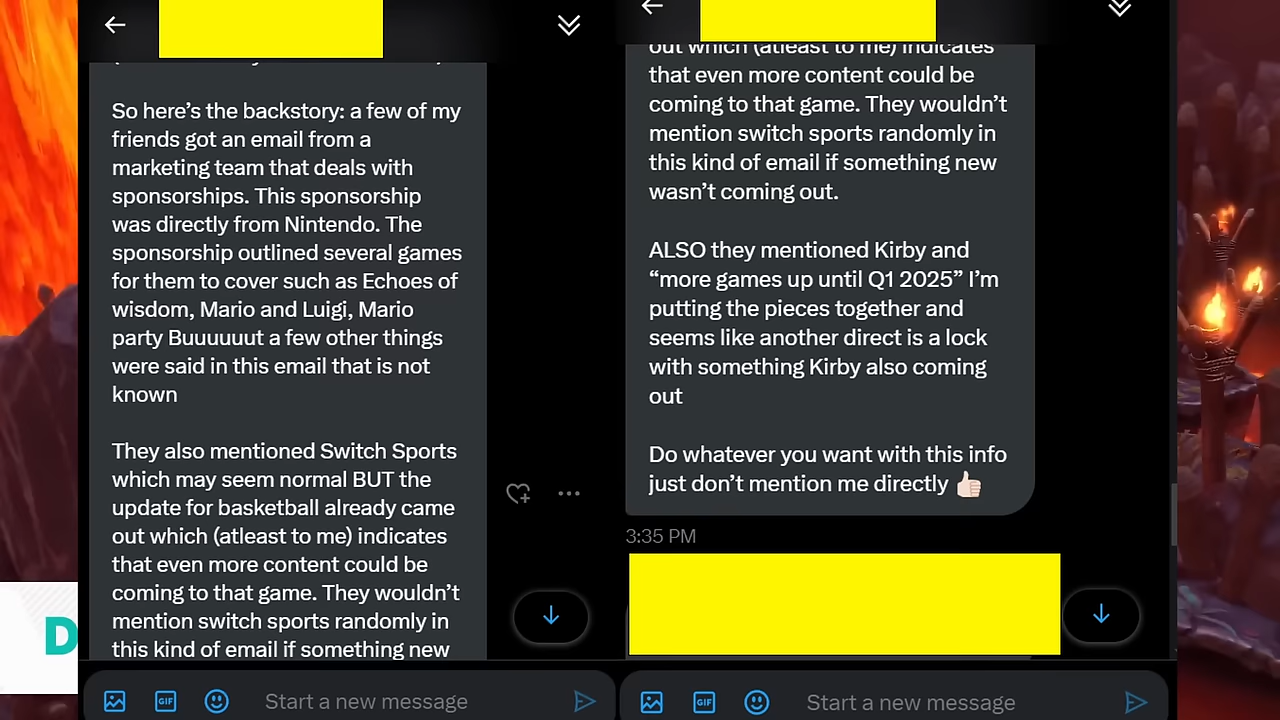 So here’s the backstory: a few of my
friends got an email from a
marketing team that deals with
sponsorships. This sponsorship
was directly from Nintendo. The
sponsorship outlined several games
for them to cover such as Echoes of
wisdom, Mario and Luigi, Mario
party Buuuuuut a few other things
were said in this email that is not
known
They also mentioned Switch Sports
which may seem normal BUT the
update for basketball already came
out which (atleast to me) indicates
that even more content could be
coming to that game. They wouldn’t
mention switch sports randomly in
this kind of email if something new
Start a new message
out which (atleast to me) indicates
that even more content could be
coming to that game. They wouldn’t
mention switch sports randomly in
this kind of email if something new
wasn’t coming out.
ALSO they mentioned Kirby and
“more games up until Q1 2025” I’m
putting the pieces together and
seems like another direct is a lock
with something Kirby also coming
out
Do whatever you want with this info
just don’t mention me directly 👍🏻
3:35 PM
Start a new message
GIF
GIF
D